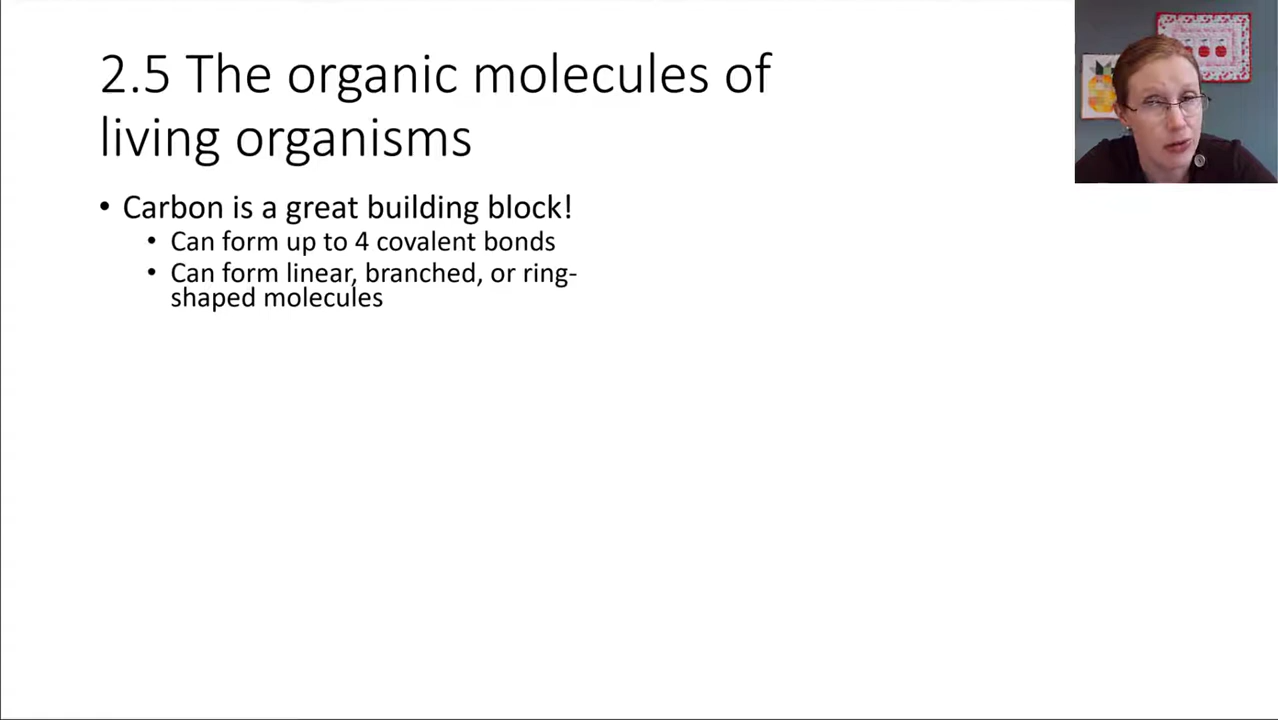 2.5 The organic molecules of
living organisms
• Carbon is a great building block!
• Can form up to 4 covalent bonds
• Can form linear, branched, or ring-
shaped molecules